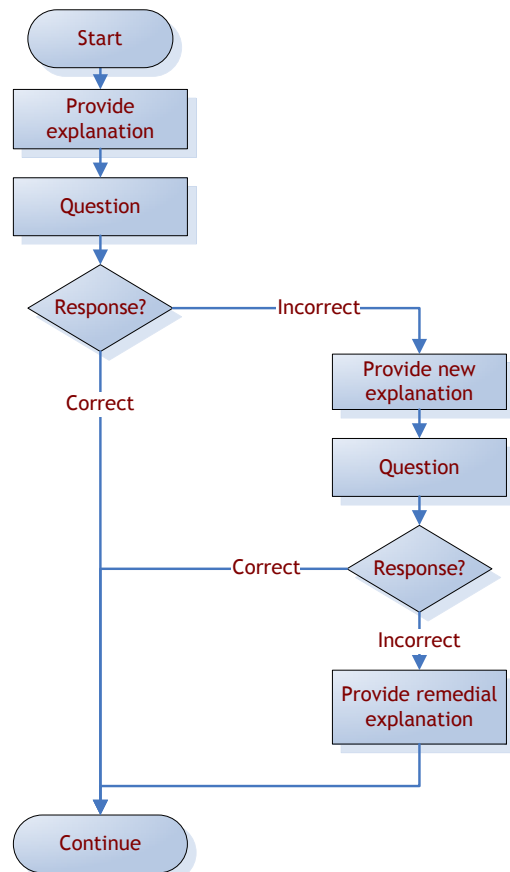 Start
Provide
explanation
Question
Response?
Incorrect
Correct
Provide new
explanation
Question
Response?
Correct
Incorrect
Provide remedial
explanation
Continue